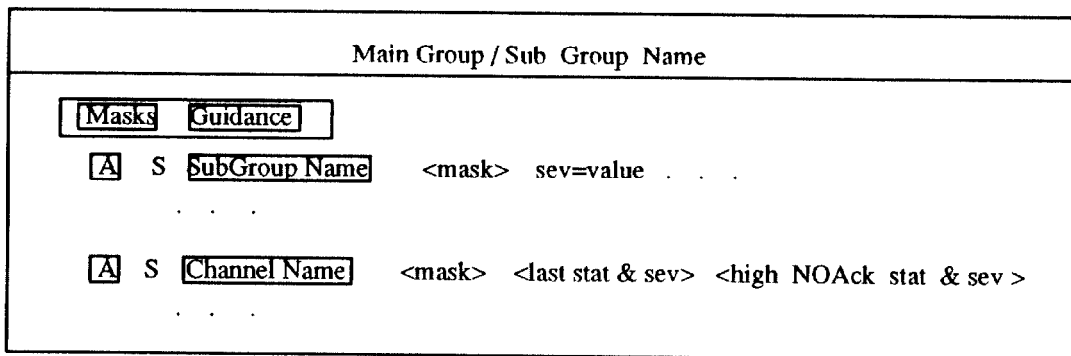 Main Group / Sub Group Name
Masks Guidance
A S SubGroup Name <mask> sev=value . . .
. . .
A S Channel Name <mask> <last stat & sev> <high NOAck stat & sev >
. . .